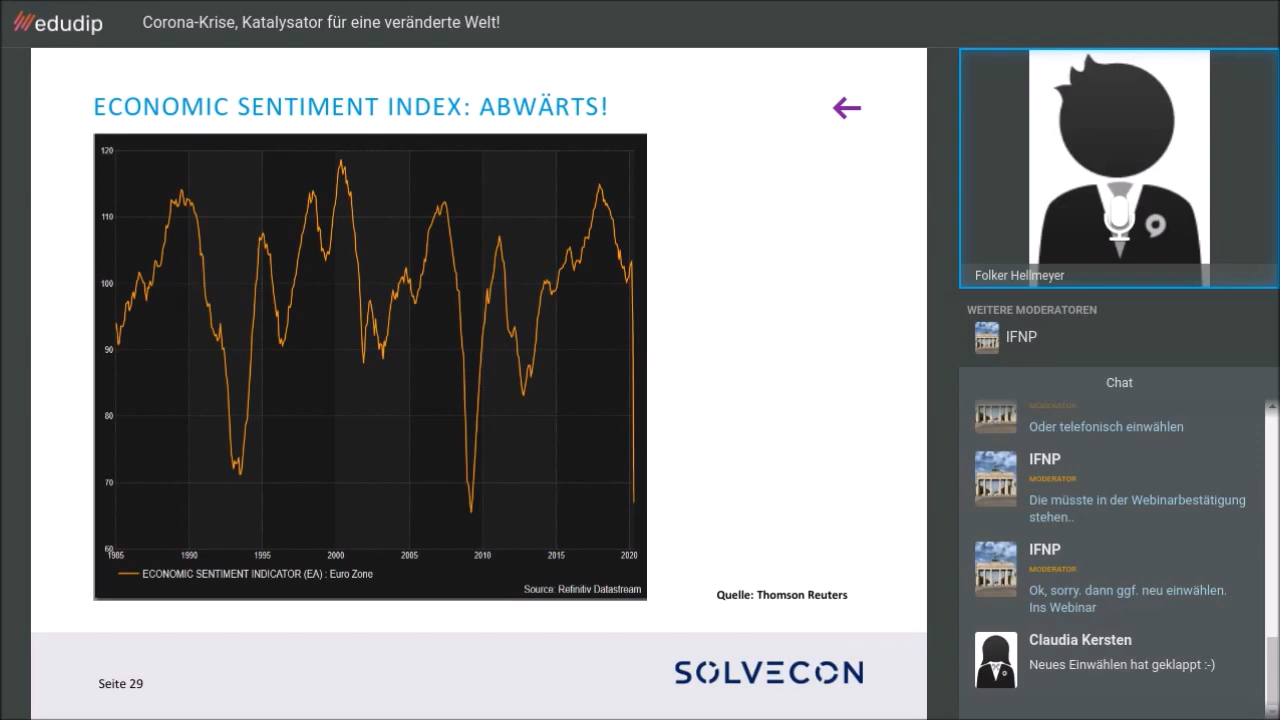 edudip
Corona-Krise, Katalysator für eine veränderte Welt!
ECONOMIC SENTIMENT INDEX: ABWÄRTS!
120
110
100
90
80
70
60
1985 1990 1995 2000 2005 2010 2015 2020
ECONOMIC SENTIMENT INDICATOR (EA) : Euro Zone
Source: Refinitiv Datastream
Quelle: Thomson Reuters
Seite 29
SOLVECON
Folker Hellmeyer
WEITERE MODERATOREN
IFNP
Chat
MODERATOR
Oder telefonisch einwählen
IFNP
MODERATOR
Die müsste in der Webinarbestätigung
stehen..
IFNP
MODERATOR
Ok, sorry. dann ggf. neu einwählen.
Ins Webinar
Claudia Kersten
Neues Einwählen hat geklappt :-)